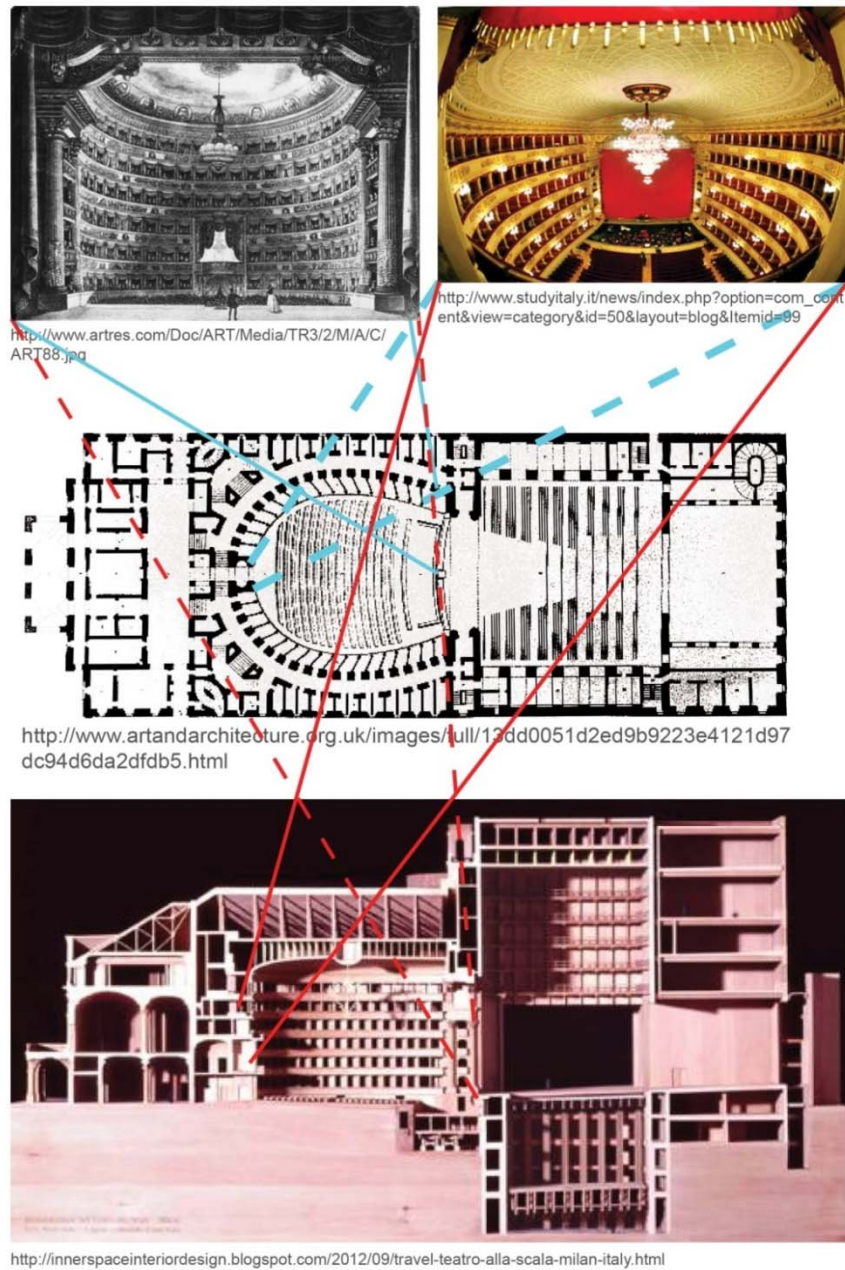 http://www.artres.com/Doc/ART/Media/TR3/2/M/A/C/
ART88.jpg
http://www.studyitaly.it/news/index.php?option=com_cont
ent&view=category&id=50&layout=blog&Itemid=99
http://www.artandarchitecture.org.uk/images/full/13dd0051d2ed9b9223e4121d97
dc94d6da2dfdb5.html
http://innerspaceinteriordesign.blogspot.com/2012/09/travel-teatro-alla-scala-milan-italy.html